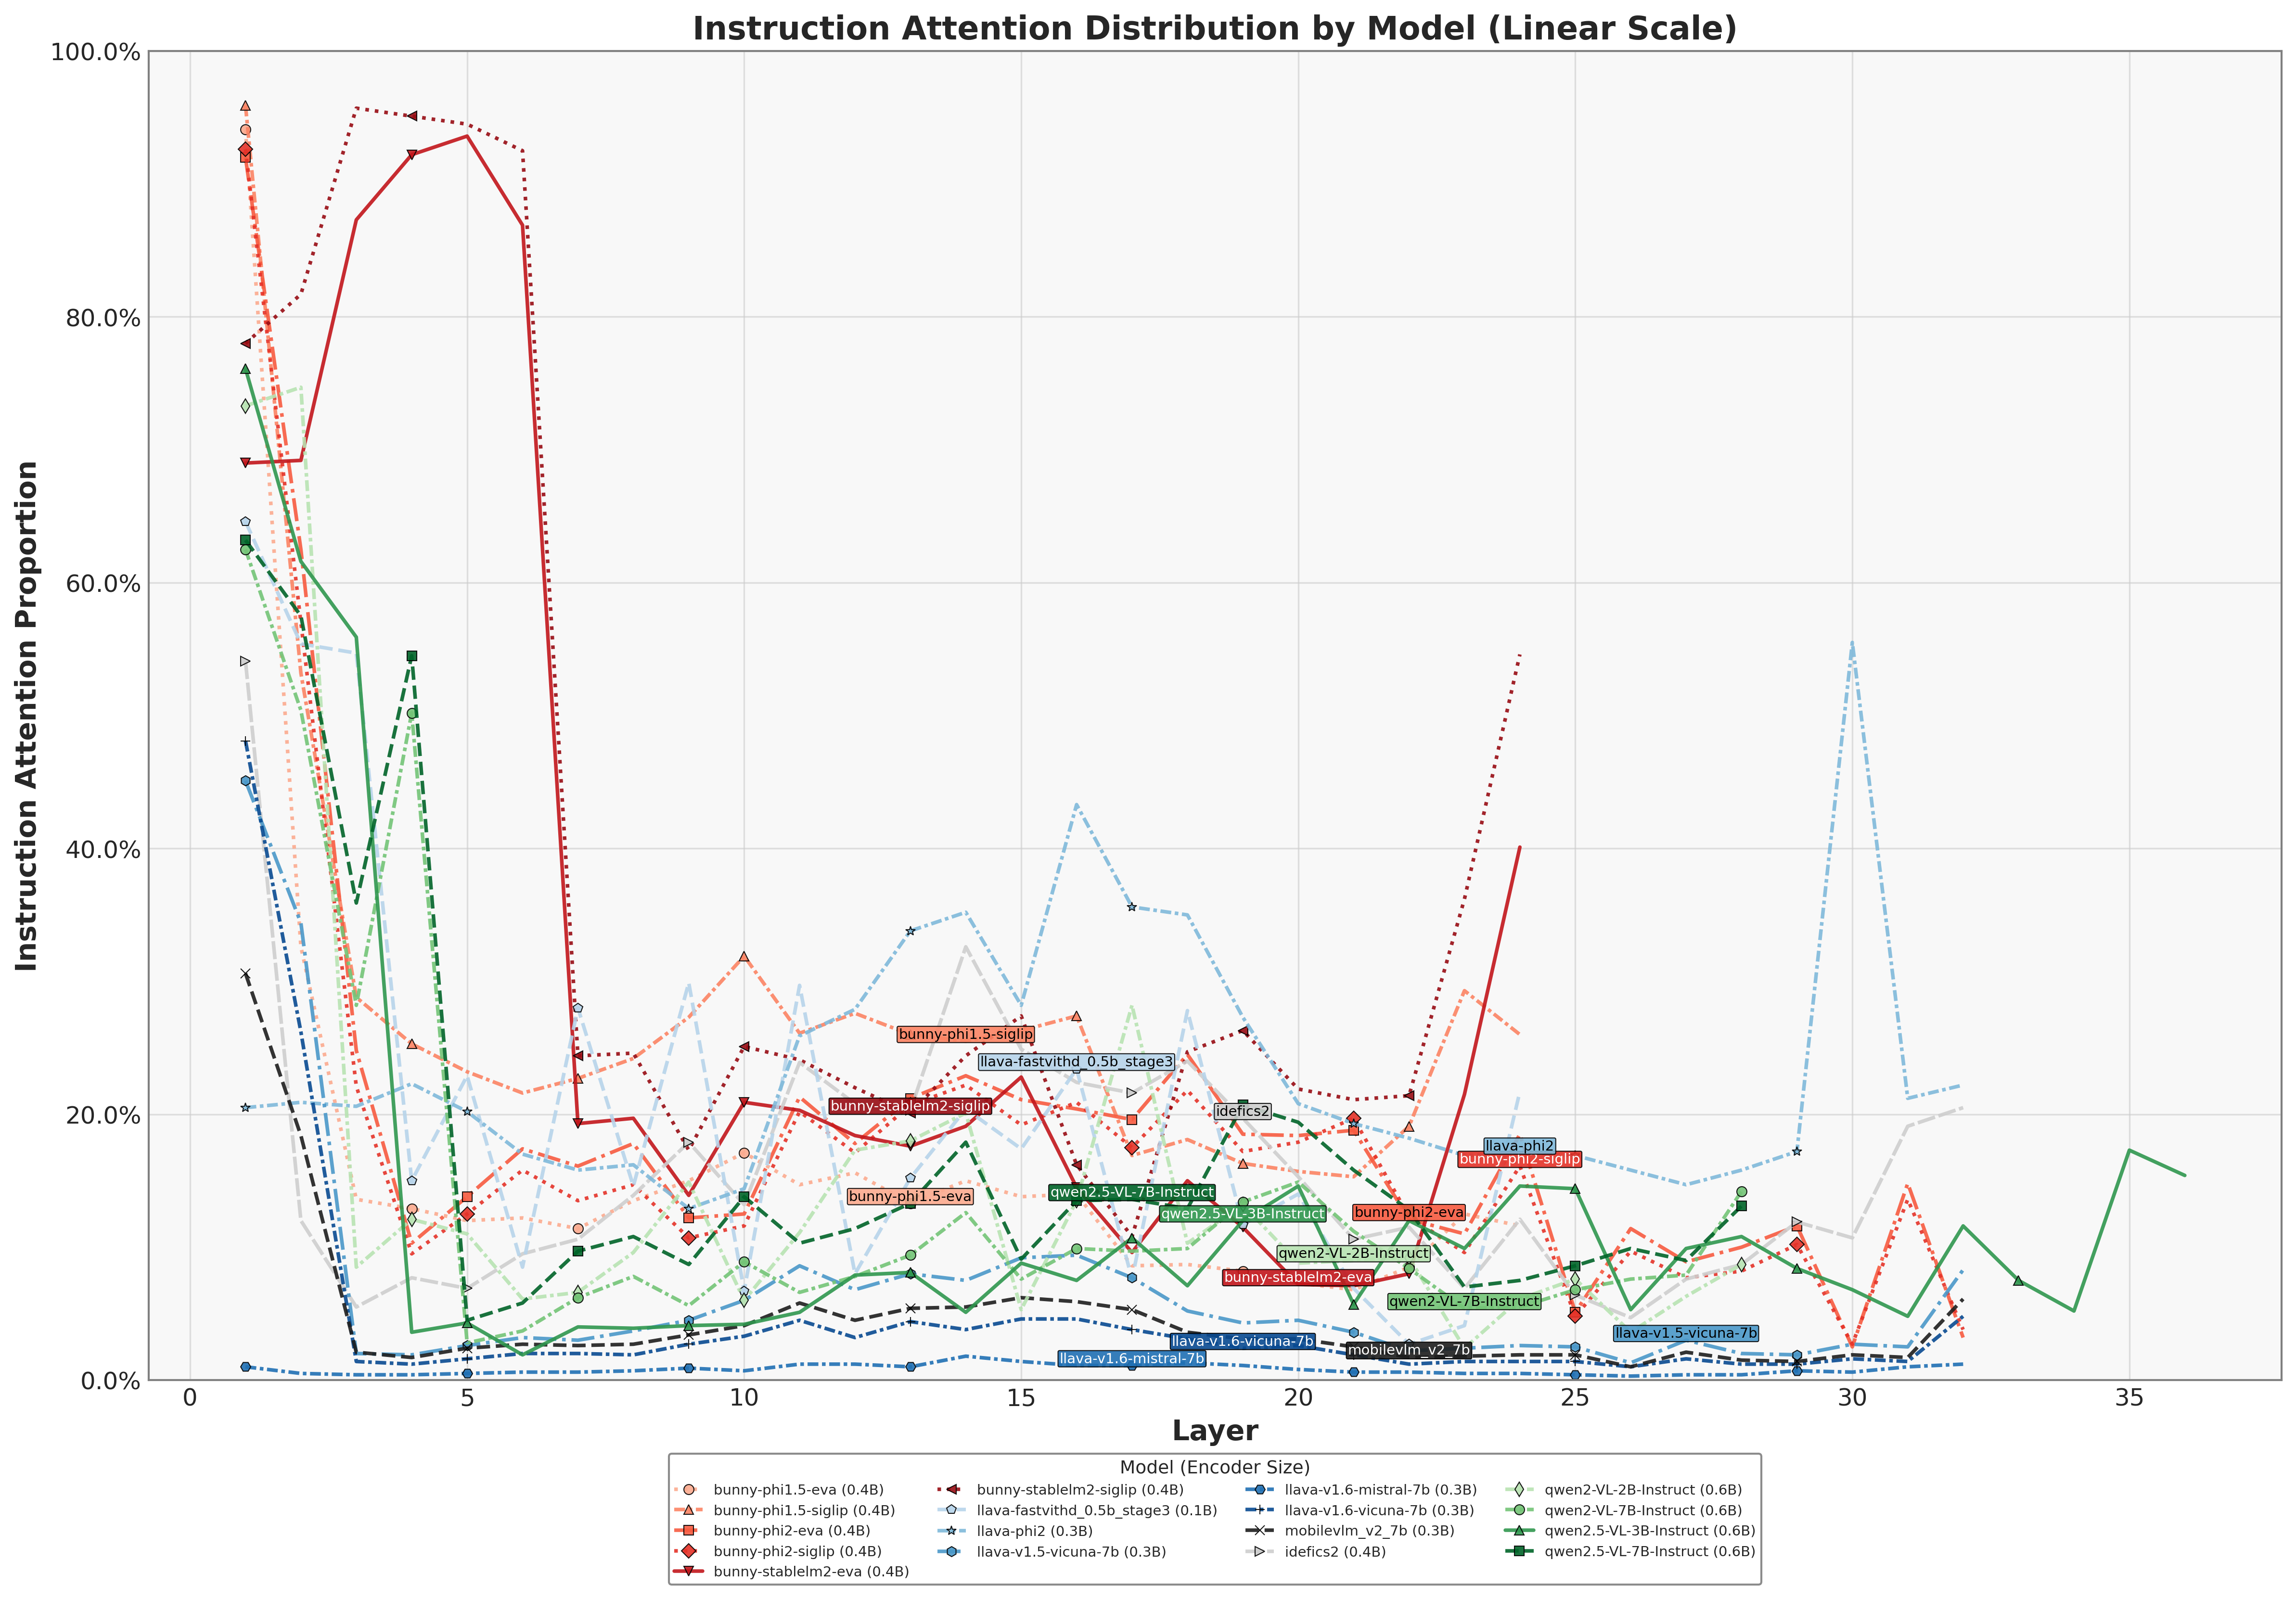 Instruction Attention Distribution by Model (Linear Scale)
Instruction Attention Proportion
100.0%
80.0%
60.0%
40.0%
20.0%
0.0%
bunny-phi1.5-siglip
llava-fastvithd_0.5b_stage3
bunny-stablelm2-siglip
idefics2
llava-phi2
bunny-phi2-siglip
qwen2.5-VL-7B-Instruct
bunny-phi1.5-eva
qwen2.5-VL-3B-Instruct
bunny-phi2-eva
qwen2-VL-2B-Instruct
bunny-stablelm2-eva
qwen2-VL-7B-Instruct
llava-v1.5-vicuna-7b
llava-v1.6-vicuna-7b
mobilevlm_v2_7b
llava-v1.6-mistral-7b
0 5 10 15 20 25 30 35
Layer
Model (Encoder Size)
bunny-phi1.5-eva (0.4B)
bunny-phi1.5-siglip (0.4B)
bunny-phi2-eva (0.4B)
bunny-phi2-siglip (0.4B)
bunny-stablelm2-eva (0.4B)
bunny-stablelm2-siglip (0.4B)
llava-fastvithd_0.5b_stage3 (0.1B)
llava-phi2 (0.3B)
llava-v1.5-vicuna-7b (0.3B)
llava-v1.6-mistral-7b (0.3B)
llava-v1.6-vicuna-7b (0.3B)
mobilevlm_v2_7b (0.3B)
idefics2 (0.4B)
qwen2-VL-2B-Instruct (0.6B)
qwen2-VL-7B-Instruct (0.6B)
qwen2.5-VL-3B-Instruct (0.6B)
qwen2.5-VL-7B-Instruct (0.6B)